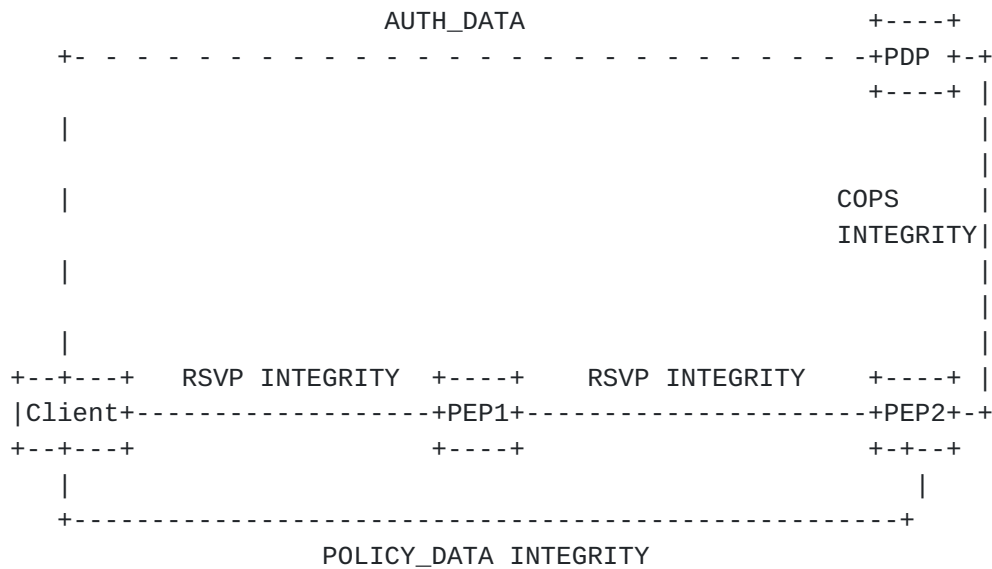 AUTH_DATA
PDP
COPS
INTEGRITY
RSVP INTEGRITY RSVP INTEGRITY
Client PEP1 PEP2
POLICY_DATA INTEGRITY